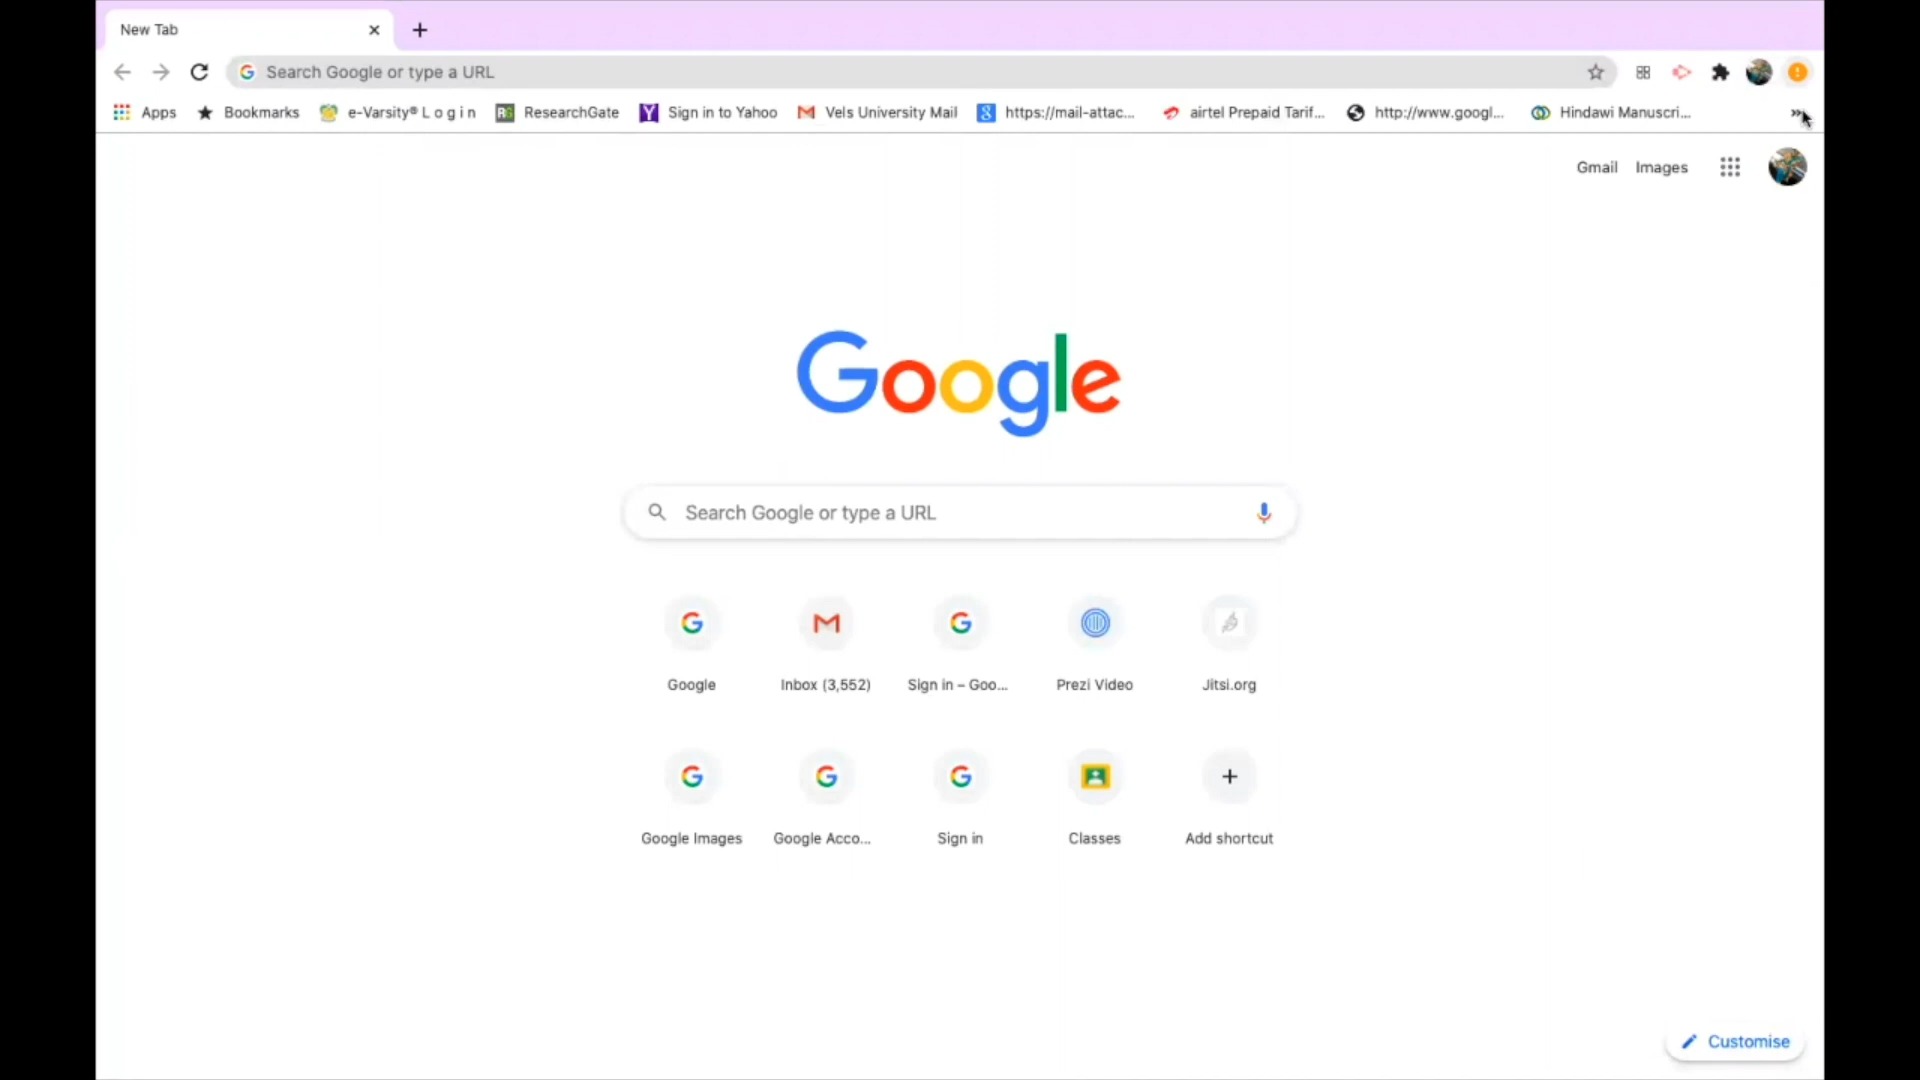 New Tab
Search Google or type a URL
Apps Bookmarks e-Varsity® L o g i n ResearchGate Sign in to Yahoo Vels University Mail https://mail-attac... airtel Prepaid Tarif... http://www.googl... Hindawi Manuscri...
Gmail Images
Google
Search Google or type a URL
Google Inbox (3,552) Sign in – Goo... Prezi Video Jitsi.org
Google Images Google Acco... Sign in Classes Add shortcut
Customise